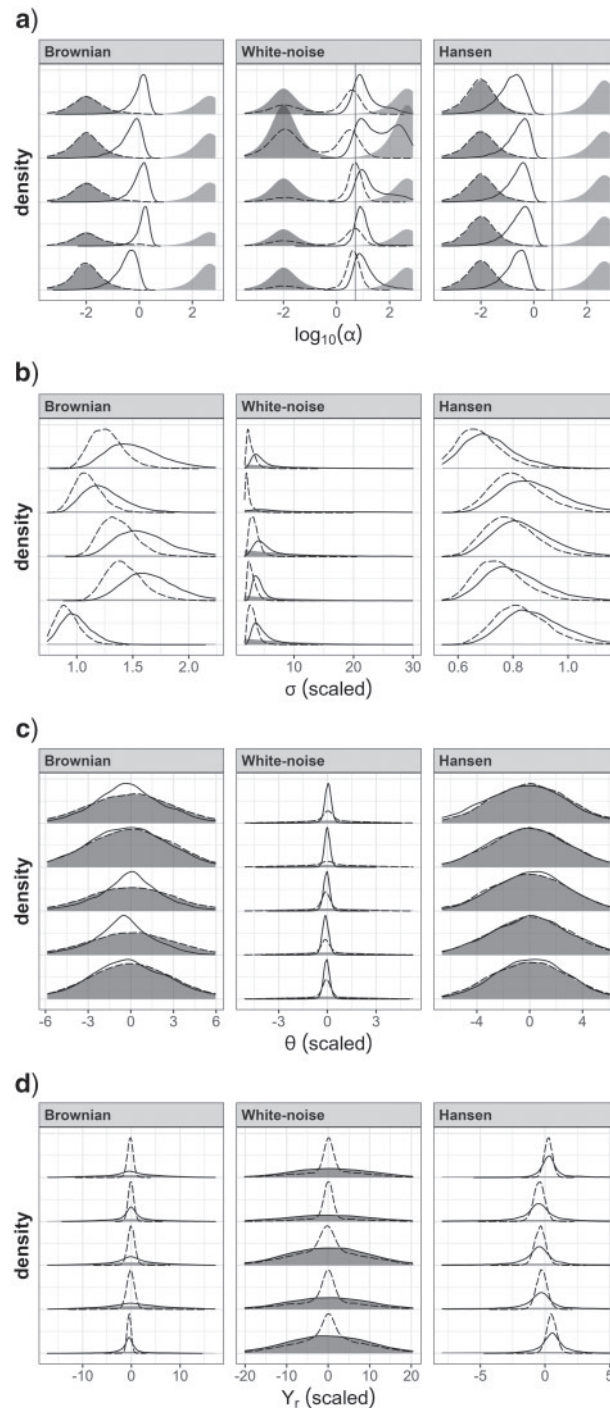 a)
Brownian White-noise Hansen
density
-2 0 2 -2 0 2 -2 0 2
log10(α)
b)
Brownian White-noise Hansen
density
1.0 1.5 2.0 10 20 30 0.6 0.8 1.0
σ (scaled)
c)
Brownian White-noise Hansen
density
-6 -3 0 3 6 -3 0 3 -4 0 4
θ (scaled)
d)
Brownian White-noise Hansen
density
-10 0 10 -20 -10 0 10 20 -5 0 5
Yr (scaled)